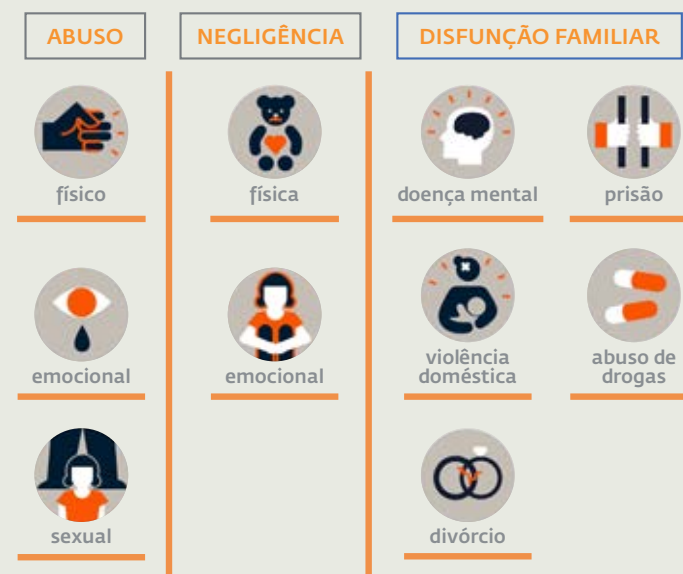 ABUSO
NEGLIGÊNCIA
DISFUNÇÃO FAMILIAR
físico
física
doença mental
prisão
emocional
emocional
violência
doméstica
abuso de
drogas
sexual
divórcio